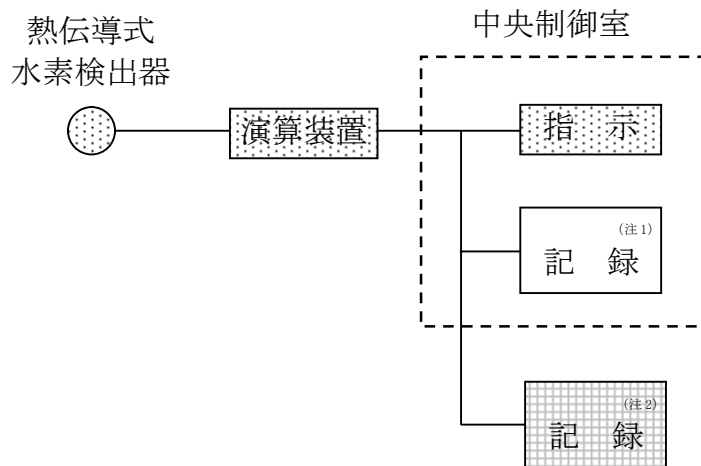 熱伝導式
水素検出器
中央制御室
演算装置
指 示
(注1)
記 録
(注2)
記 録